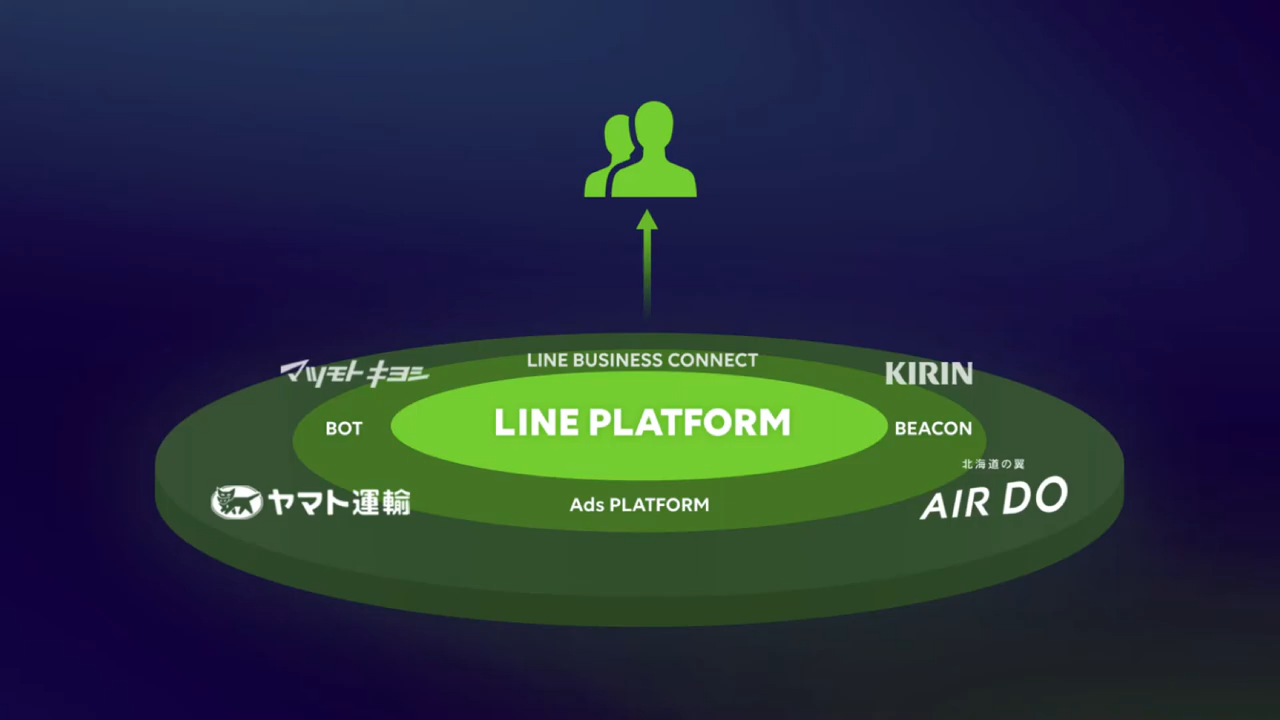 LINE BUSINESS CONNECT
マツモトキヨシ
KIRIN
LINE PLATFORM
BOT
BEACON
北海道の翼
AIR DO
ヤマト運輸
Ads PLATFORM